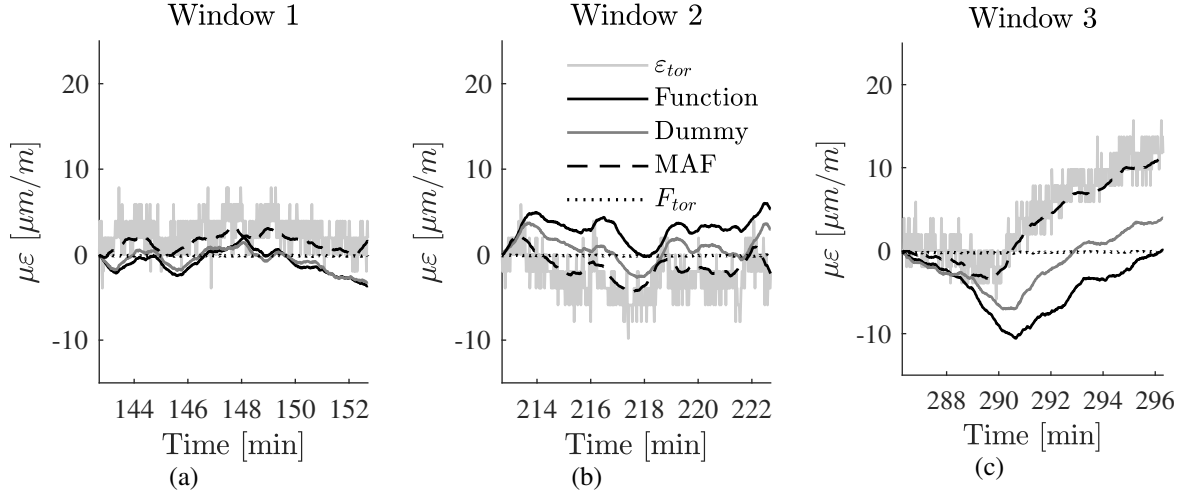 Window 1
20
10
0
-10
με [μm/m]
144 146 148 150 152
Time [min]
(a)
Window 2
20
10
0
-10
με [μm/m]
ε_tor
Function
Dummy
MAF
F_tor
214 216 218 220 222
Time [min]
(b)
Window 3
20
10
0
-10
με [μm/m]
288 290 292 294 296
Time [min]
(c)